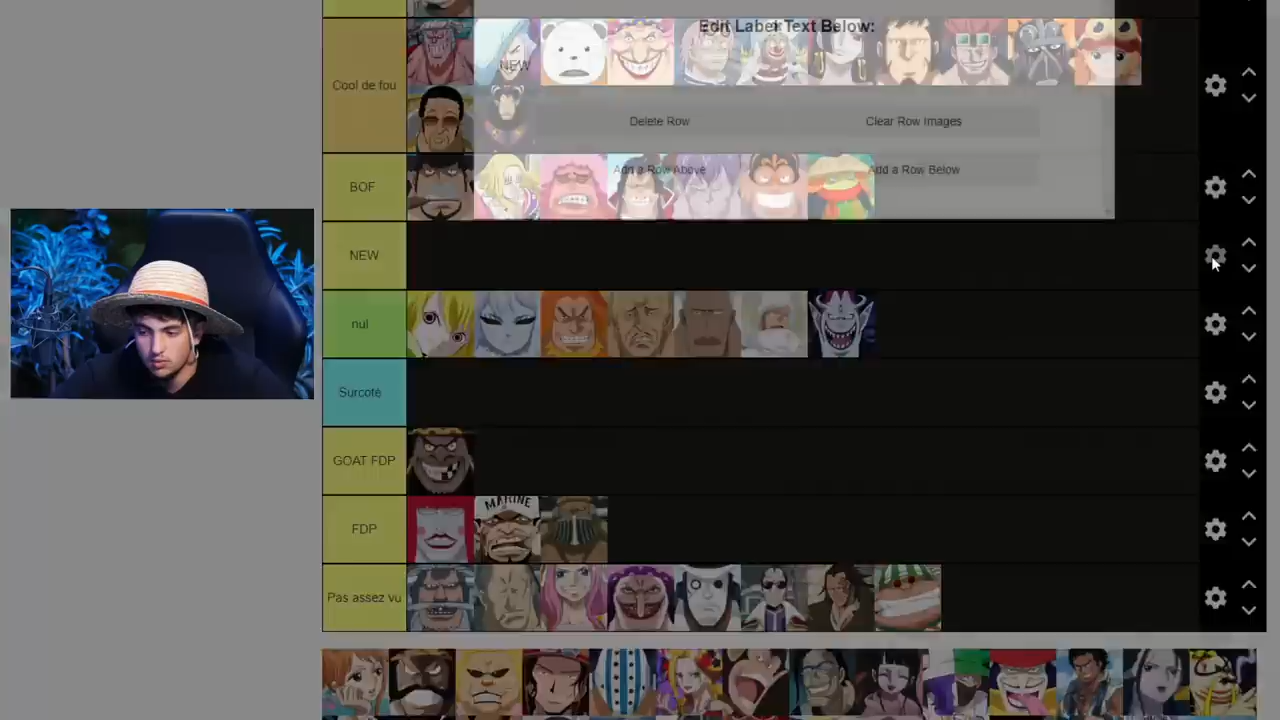 Edit Label Text Below:
Cool de fou
NEW
Delete Row
Clear Row Images
BOF
Add a Row Above
Add a Row Below
NEW
nul
Surcoté
GOAT FDP
FDP
MARINE
Pas assez vu